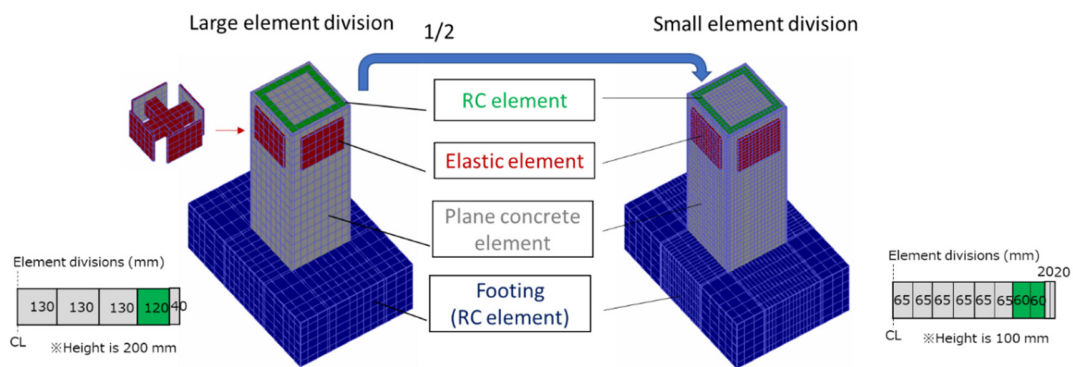 Large element division
1/2
Small element division
RC element
Elastic element
Plane concrete
element
Footing
(RC element)
Element divisions (mm)
130 130 130 120 40
CL
※Height is 200 mm
Element divisions (mm)
2020
65 65 65 65 65 65 60 60
CL
※Height is 100 mm